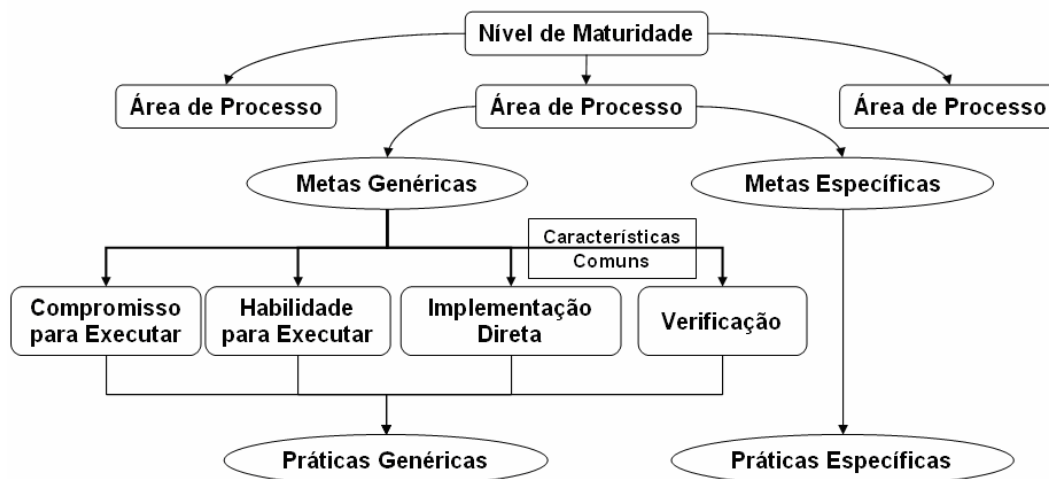 Nível de Maturidade
Área de Processo
Área de Processo
Área de Processo
Metas Genéricas
Metas Específicas
Características
Comuns
Compromisso
para Executar
Habilidade
para Executar
Implementação
Direta
Verificação
Práticas Genéricas
Práticas Específicas